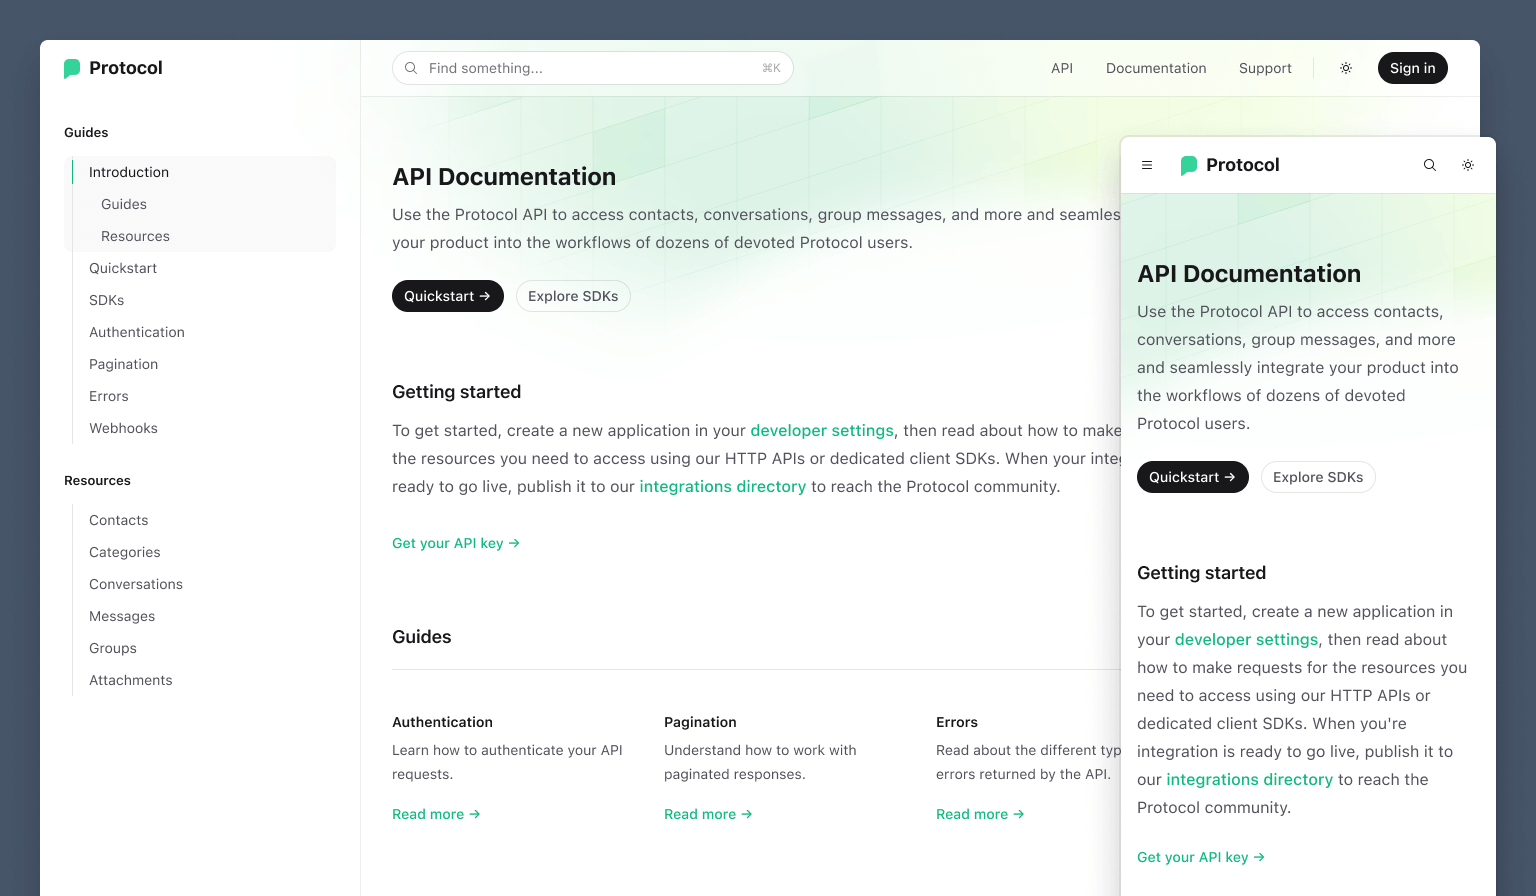 Protocol
Find something...
⌘K
API
Documentation
Support
Sign in
Guides
Introduction
Guides
Resources
Quickstart
SDKs
Authentication
Pagination
Errors
Webhooks
Resources
Contacts
Categories
Conversations
Messages
Groups
Attachments
API Documentation
Use the Protocol API to access contacts, conversations, group messages, and more and
your product into the workflows of dozens of devoted Protocol users.
Quickstart →
Explore SDKs
Getting started
To get started, create a new application in your developer settings, then read about how to make
the resources you need to access using our HTTP APIs or dedicated client SDKs. When your
ready to go live, publish it to our integrations directory to reach the Protocol community.
Get your API key →
Guides
Authentication
Learn how to authenticate your API
requests.
Read more →
Pagination
Understand how to work with
paginated responses.
Read more →
Errors
Read about the different
errors returned by the API.
Read more →
Protocol
API Documentation
Use the Protocol API to access contacts,
conversations, group messages, and more
and seamlessly integrate your product into
the workflows of dozens of devoted
Protocol users.
Quickstart →
Explore SDKs
Getting started
To get started, create a new application in
your developer settings, then read about
how to make requests for the resources you
need to access using our HTTP APIs or
dedicated client SDKs. When you're
integration is ready to go live, publish it to
our integrations directory to reach the
Protocol community.
Get your API key →